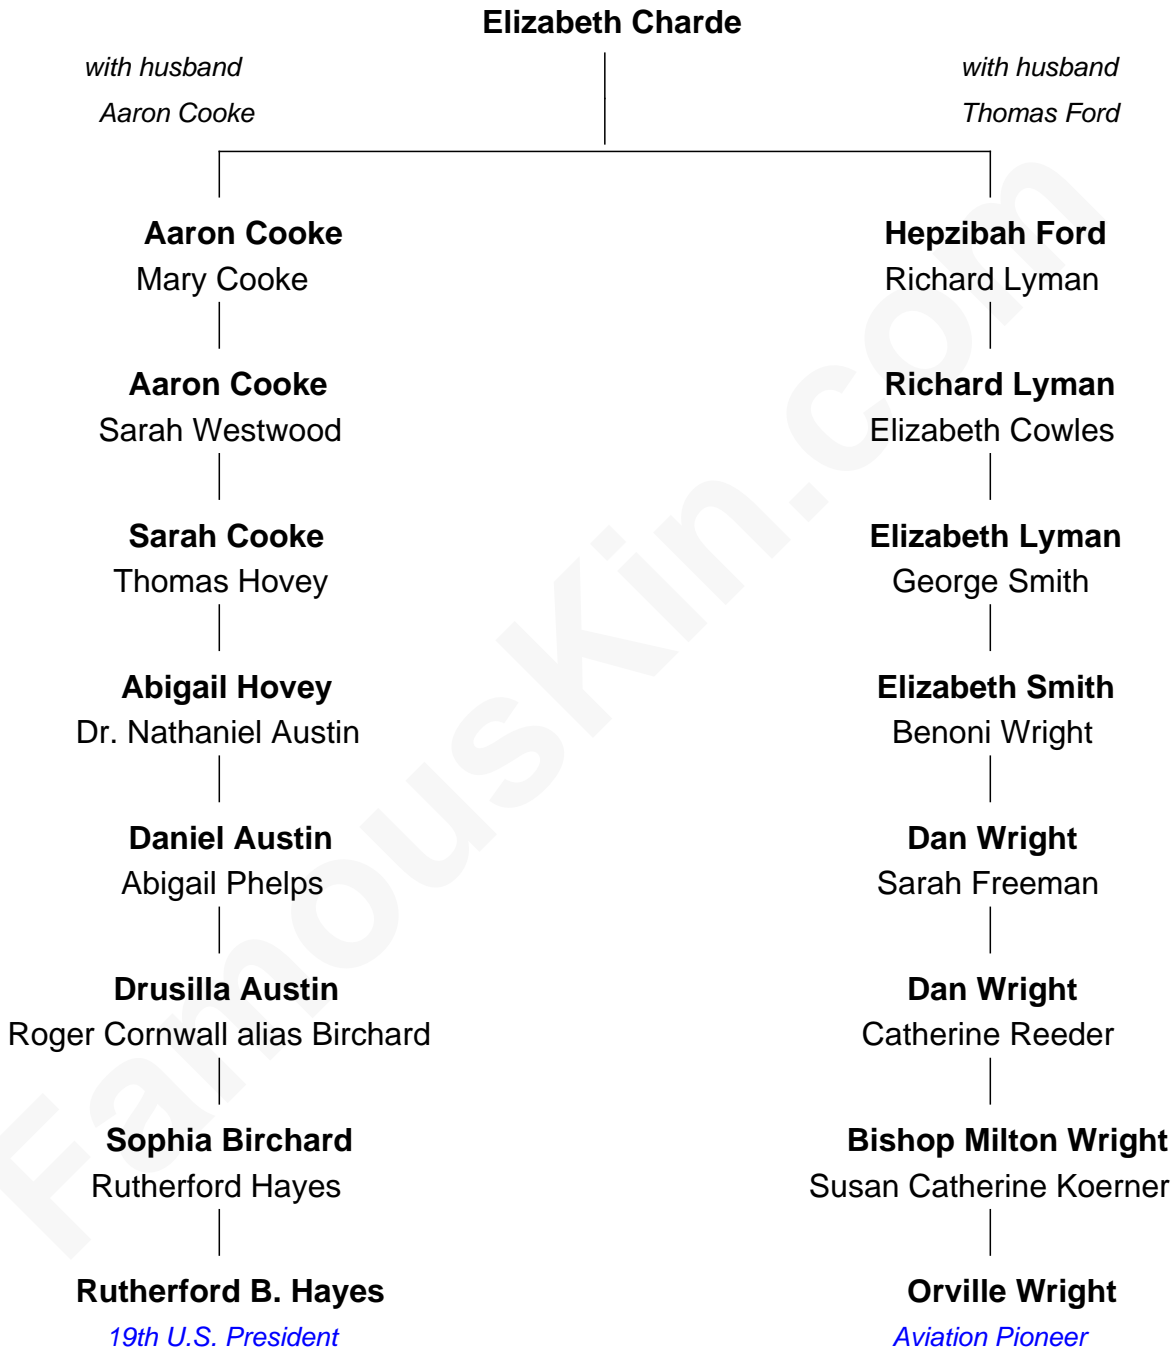 Elizabeth Charde
with husband
Aaron Cooke
with husband
Thomas Ford
Aaron Cooke
Mary Cooke
Hepzibah Ford
Richard Lyman
Aaron Cooke
Sarah Westwood
Richard Lyman
Elizabeth Cowles
Sarah Cooke
Thomas Hovey
Elizabeth Lyman
George Smith
Abigail Hovey
Dr. Nathaniel Austin
Elizabeth Smith
Benoni Wright
Daniel Austin
Abigail Phelps
Dan Wright
Sarah Freeman
Drusilla Austin
Roger Cornwall alias Birchard
Dan Wright
Catherine Reeder
Sophia Birchard
Rutherford Hayes
Bishop Milton Wright
Susan Catherine Koerner
Rutherford B. Hayes
19th U.S. President
Orville Wright
Aviation Pioneer
FamousKin.com